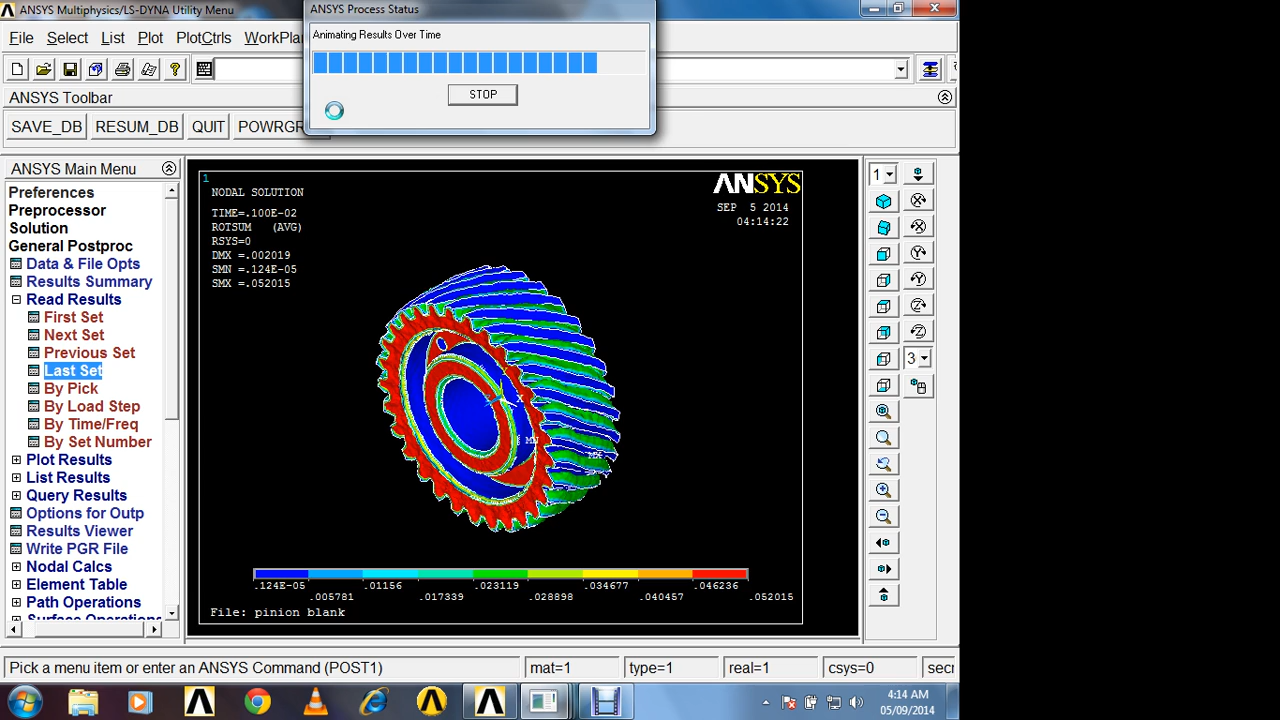 ANSYS Multiphysics/LS-DYNA Utility Menu
ANSYS Process Status
File Select List Plot PlotCtrls WorkPla
Animating Results Over Time
STOP
ANSYS Toolbar
SAVE_DB RESUM_DB QUIT POWRGR
ANSYS Main Menu
Preferences
Preprocessor
Solution
General Postproc
Data & File Opts
Results Summary
Read Results
First Set
Next Set
Previous Set
Last Set
By Pick
By Load Step
By Time/Freq
By Set Number
Plot Results
List Results
Query Results
Options for Outp
Results Viewer
Write PGR File
Nodal Calcs
Element Table
Path Operations
Surface Operations
1
NODAL SOLUTION
TIME=.100E-02
ROTSUM (AVG)
RSYS=0
DMX =.002019
SMN =.124E-05
SMX =.052015
ANSYS
SEP 5 2014
04:14:22
X
MN
MX
.124E-05 .01156 .023119 .034677 .046236
.005781 .017339 .028898 .040457 .052015
File: pinion blank
1
3
Pick a menu item or enter an ANSYS Command (POST1) mat=1 type=1 real=1 csys=0 secr
4:14 AM
05/09/2014